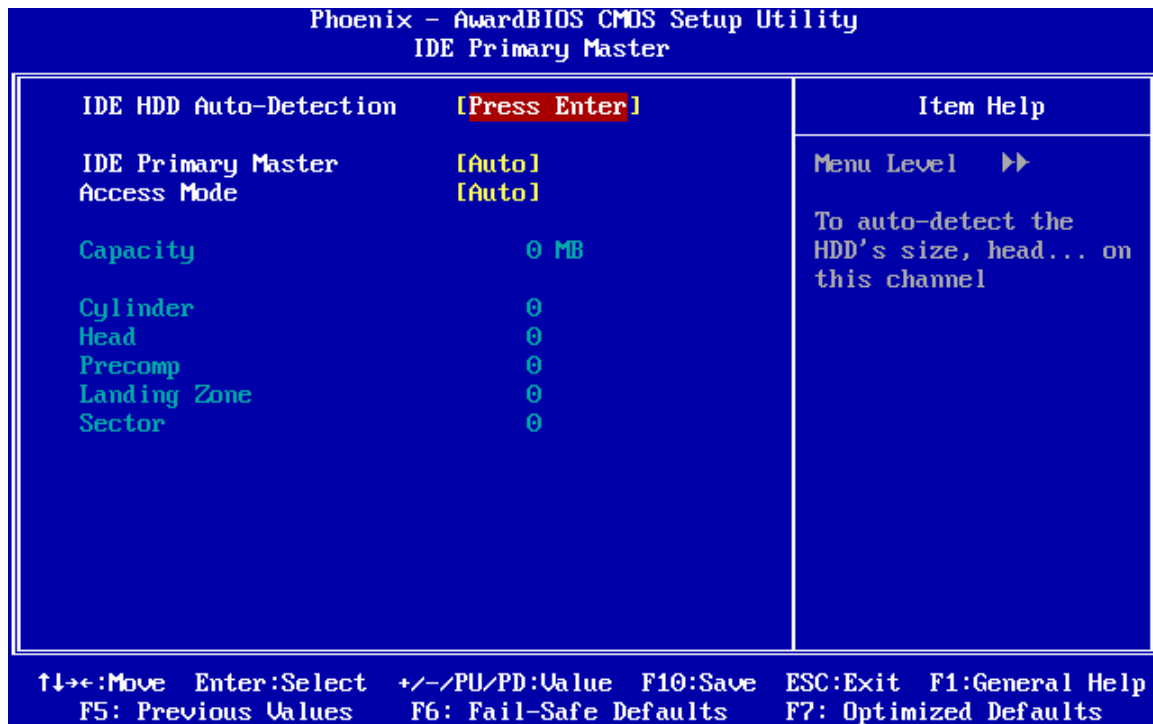 Phoenix - AwardBIOS CMOS Setup Utility
IDE Primary Master
IDE HDD Auto-Detection [Press Enter]
IDE Primary Master [Auto]
Access Mode [Auto]
Capacity 0 MB
Cylinder 0
Head 0
Precomp 0
Landing Zone 0
Sector 0
Item Help
Menu Level ▶▶
To auto-detect the
HDD's size, head... on
this channel
↑↓→←:Move Enter:Select +/-/PU/PD:Value F10:Save ESC:Exit F1:General Help
F5: Previous Values F6: Fail-Safe Defaults F7: Optimized Defaults